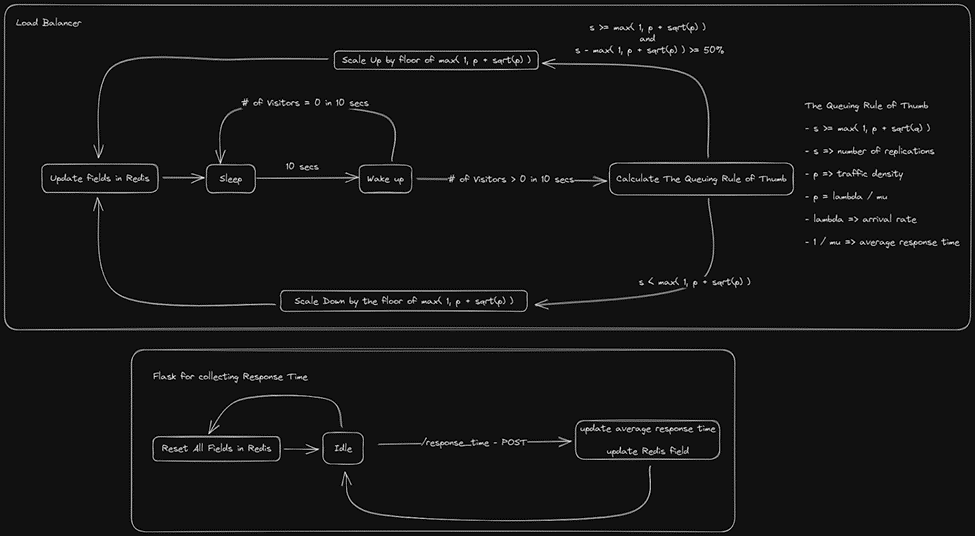 Load Balancer
s >= max( 1, p + sqrt(p) )
and
s - max( 1, p + sqrt(p) ) >= 50%
Scale Up by floor of max( 1, p + sqrt(p) )
# of Visitors = 0 in 10 secs
Update fields in Redis
Sleep
10 secs
Wake up
# of Visitors > 0 in 10 secs
Calculate The Queuing Rule of Thumb
The Queuing Rule of Thumb
- s >= max( 1, p + sqrt(a) )
- s => number of replications
- p => traffic density
- p = lambda / mu
- lambda => arrival rate
- 1 / mu => average response time
s < max( 1, p + sqrt(p) )
Scale Down by the floor of max( 1, p + sqrt(p) )
Flask for collecting Response Time
Reset All Fields in Redis
Idle
/response_time - POST
update average response time
update Redis field